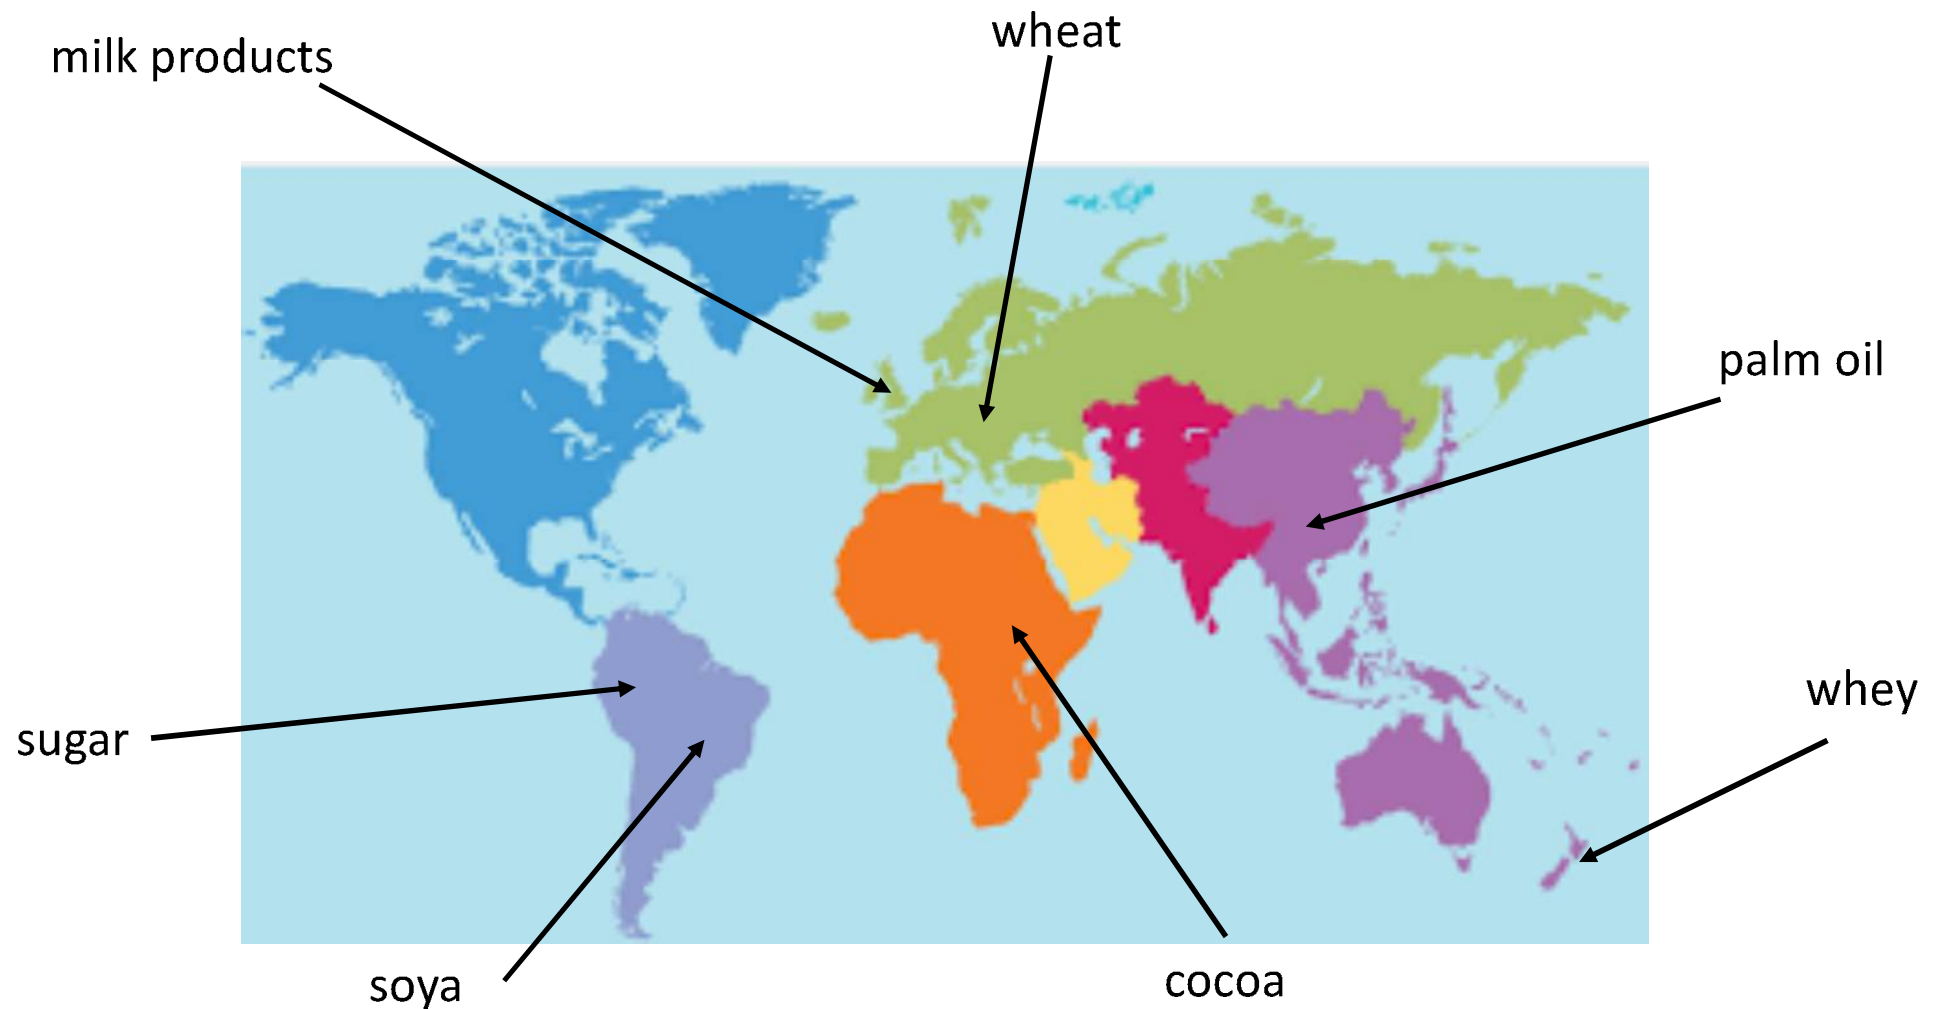 wheat
milk products
palm oil
whey
sugar
cocoa
soya